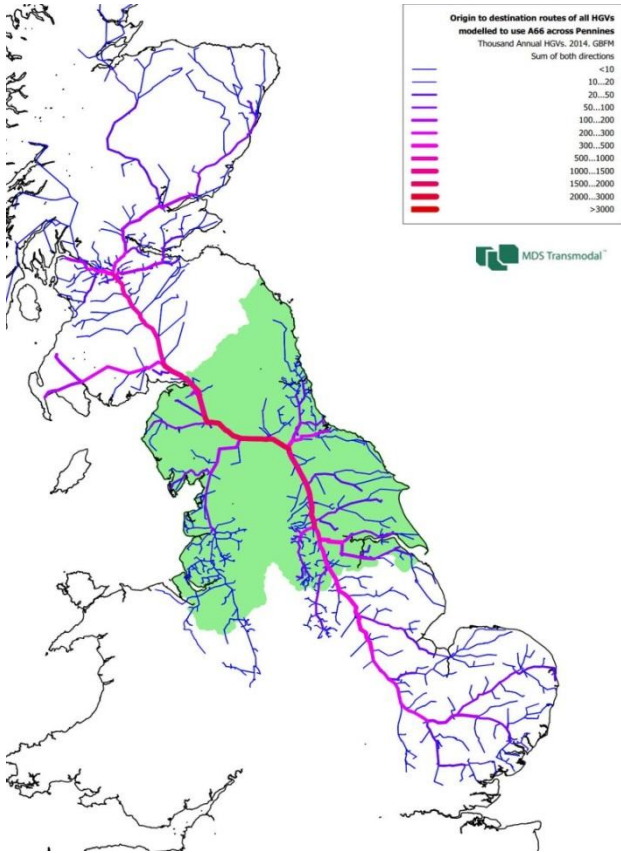 Origin to destination routes of all HGVs
modelled to use A66 across Pennines
Thousand Annual HGVs. 2014. GBFM
Sum of both directions
<10
10...20
20...50
50...100
100...200
200...300
300...500
500...1000
1000...1500
1500...2000
2000...3000
>3000
MDS Transmodal™